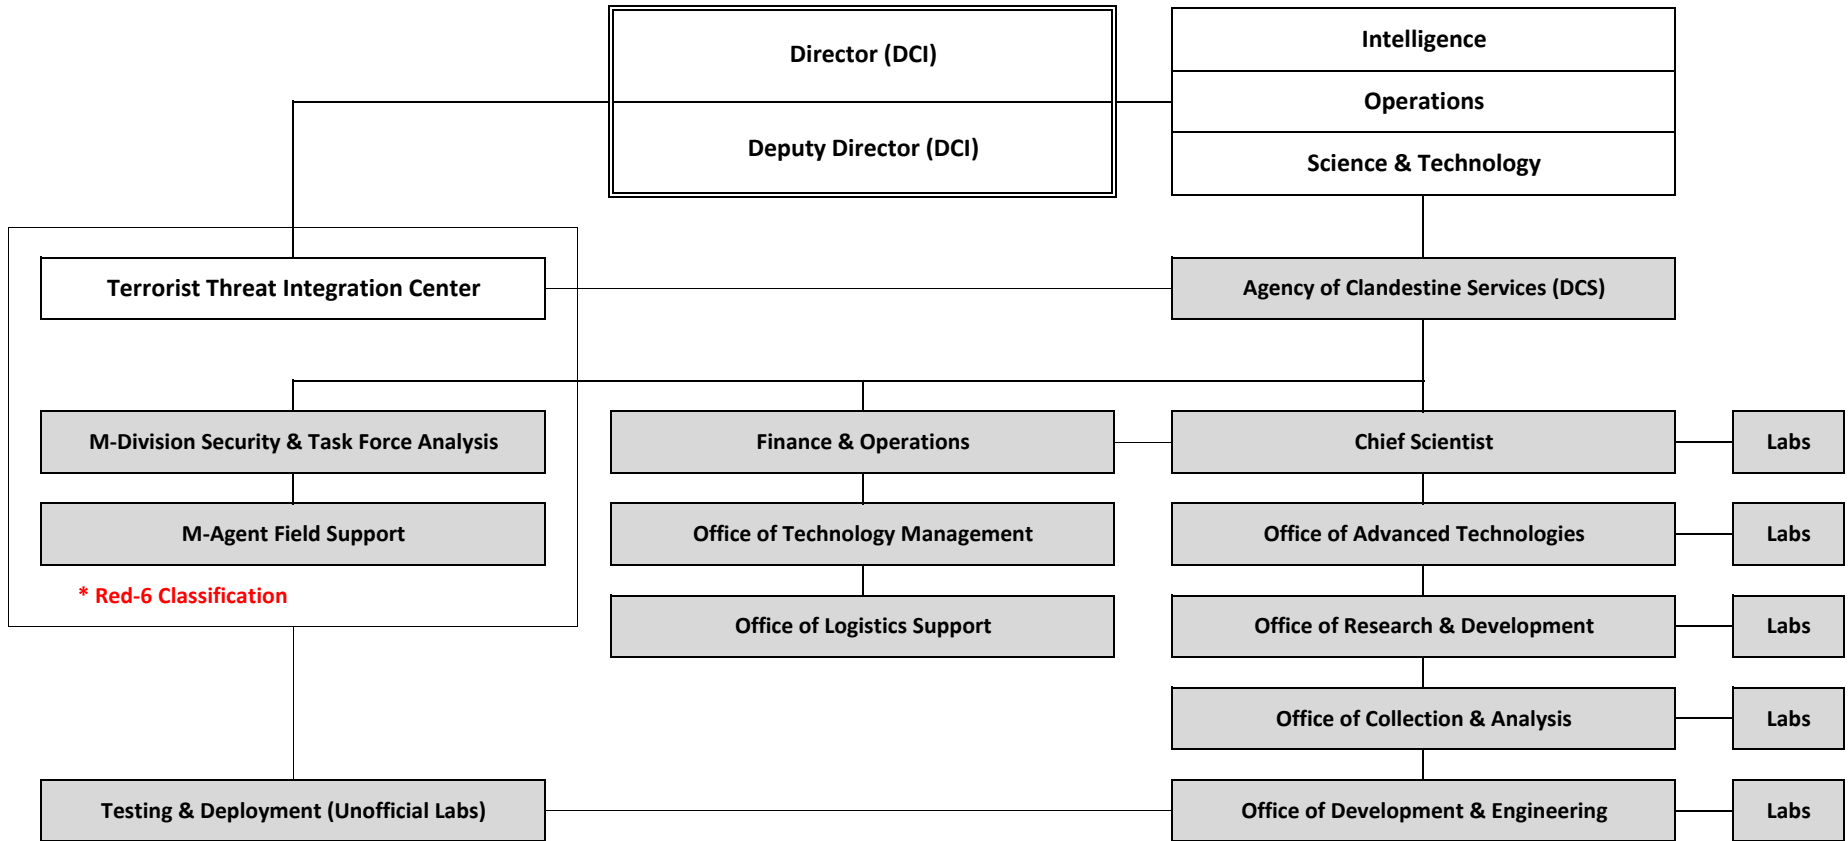 Director (DCI)
Deputy Director (DCI)
Intelligence
Operations
Science & Technology
Terrorist Threat Integration Center
Agency of Clandestine Services (DCS)
M-Division Security & Task Force Analysis
Finance & Operations
Chief Scientist
Labs
M-Agent Field Support
Office of Technology Management
Office of Advanced Technologies
Labs
* Red-6 Classification
Office of Logistics Support
Office of Research & Development
Labs
Office of Collection & Analysis
Labs
Testing & Deployment (Unofficial Labs)
Office of Development & Engineering
Labs